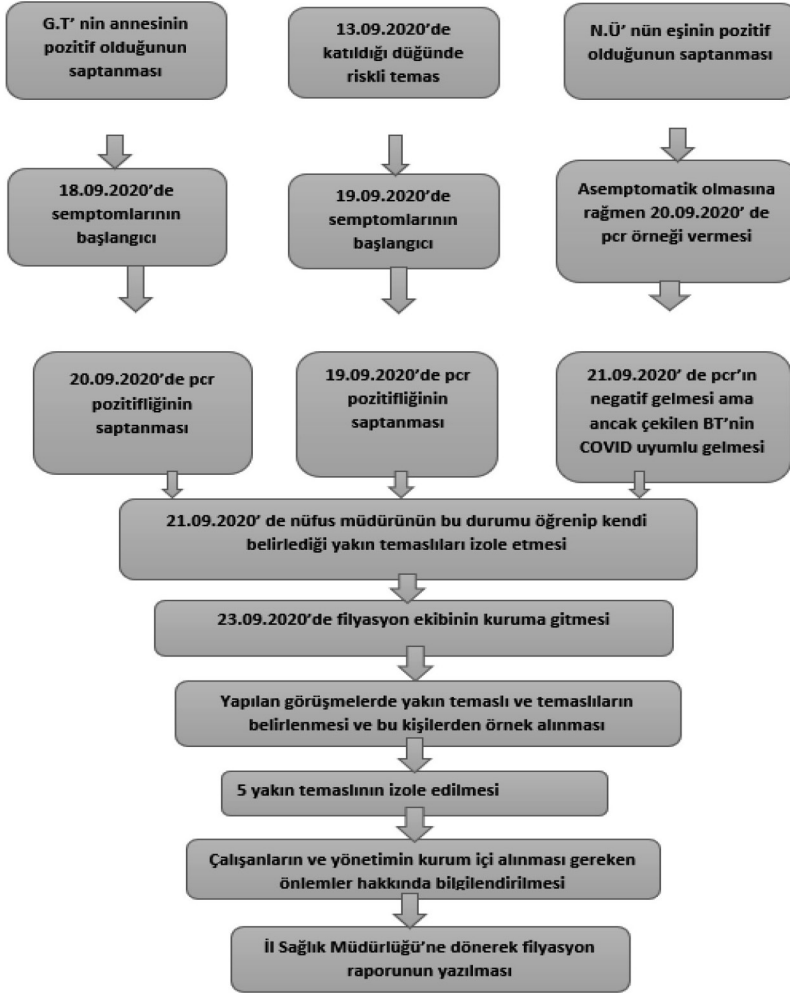 G.T' nin annesinin
pozitif olduğunun
saptanması
13.09.2020'de
katıldığı düğünde
riskli temas
N.Ü' nün eşinin pozitif
olduğunun saptanması
18.09.2020'de
semptomlarının
başlangıcı
19.09.2020'de
semptomlarının
başlangıcı
Asemptomatik olmasına
rağmen 20.09.2020' de
pcr örneği vermesi
20.09.2020'de pcr
pozitifliğinin
saptanması
19.09.2020'de pcr
pozitifliğinin
saptanması
21.09.2020' de pcr'ın
negatif gelmesi ama
ancak çekilen BT'nin
COVID uyumlu gelmesi
21.09.2020' de nüfus müdürünün bu durumu öğrenip kendi
belirlediği yakın temaslıları izole etmesi
23.09.2020'de filyasyon ekibinin kuruma gitmesi
Yapılan görüşmelerde yakın temaslı ve temaslıların
belirlenmesi ve bu kişilerden örnek alınması
5 yakın temaslının izole edilmesi
Çalışanların ve yönetimin kurum içi alınması gereken
önlemler hakkında bilgilendirilmesi
İl Sağlık Müdürlüğü'ne dönerek filyasyon
raporunun yazılması